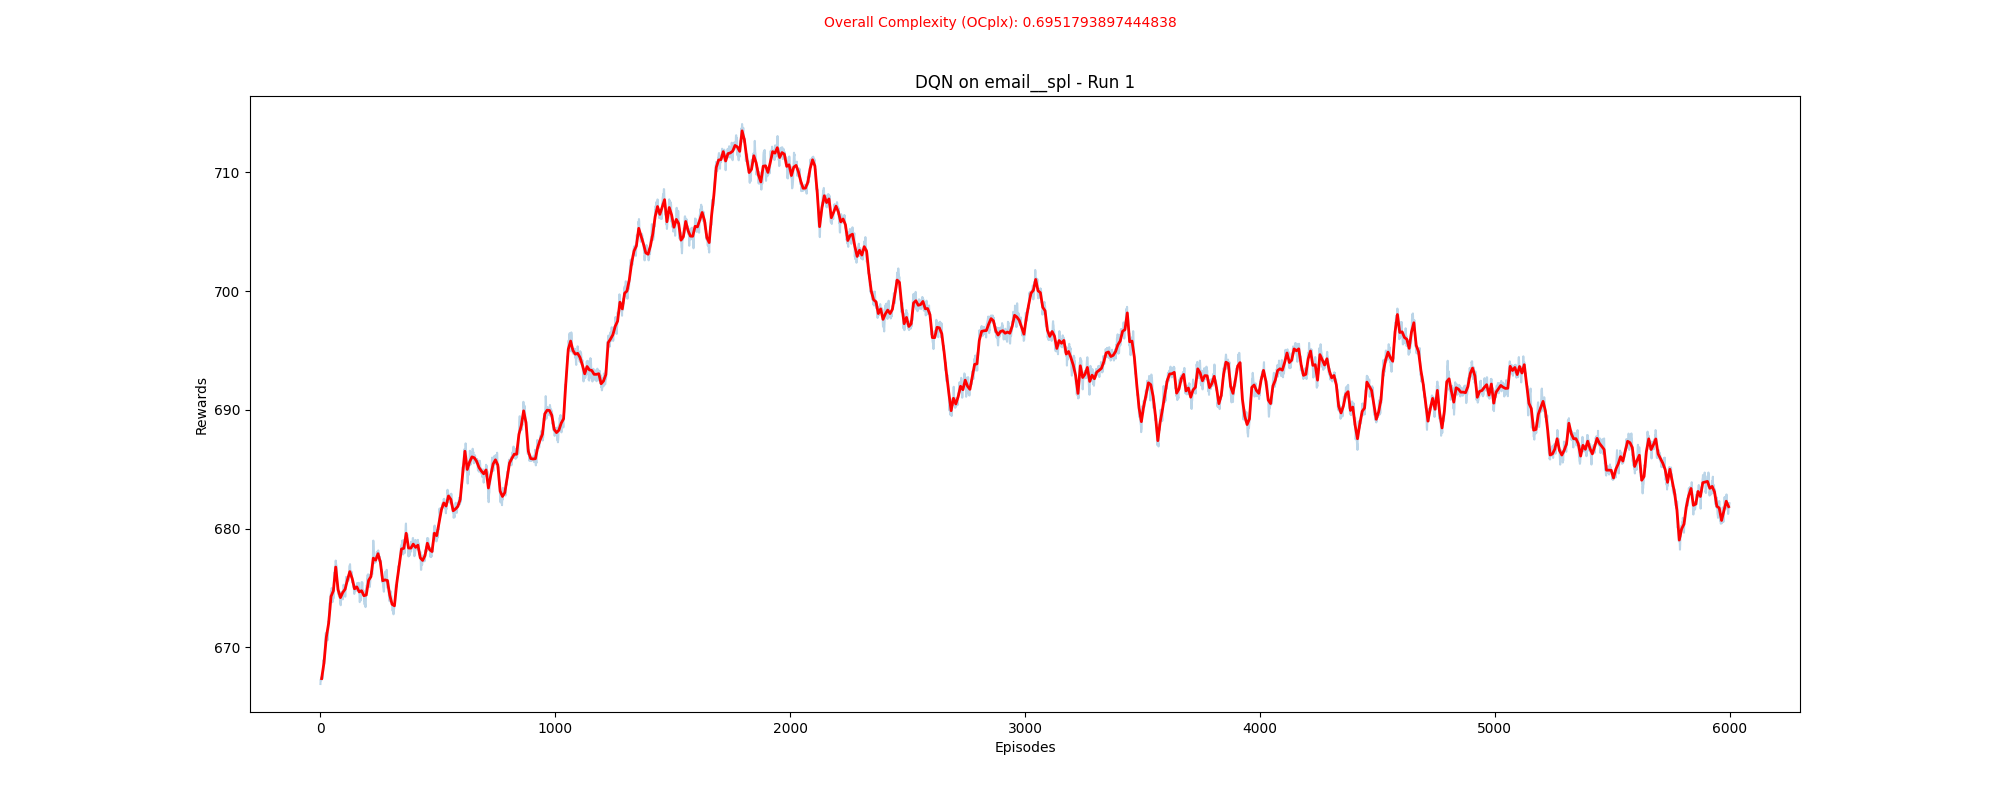 Overall Complexity (OCplx): 0.6951793897444838
DQN on email__spl - Run 1
Rewards
710
700
690
680
670
0 1000 2000 3000 4000 5000 6000
Episodes